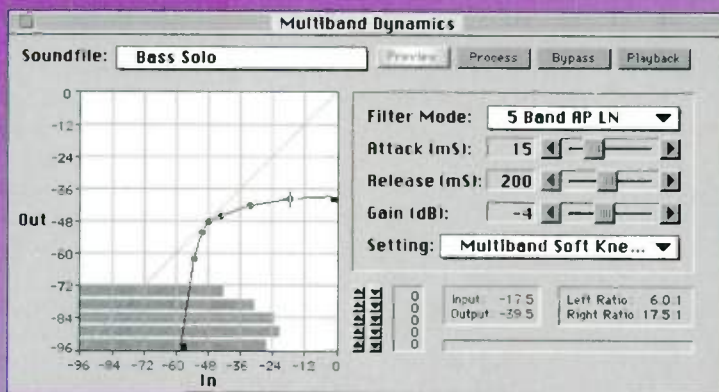 Multiband Dynamics
Soundfile: Bass Solo Preview Process Bypass Playback
0
-12
-24
-36
Out -48
-60
-72
-84
-96
-96 -84 -72 -60 -48 -36 -24 -12 0
In
Filter Mode: 5 Band AP LN
Attack (mS): 15
Release (mS): 200
Gain (dB): -4
Setting: Multiband Soft Kne...
0
0
0
0
0
Input -17.5
Output -39.5
Left Ratio 6.0:1
Right Ratio 17.5:1